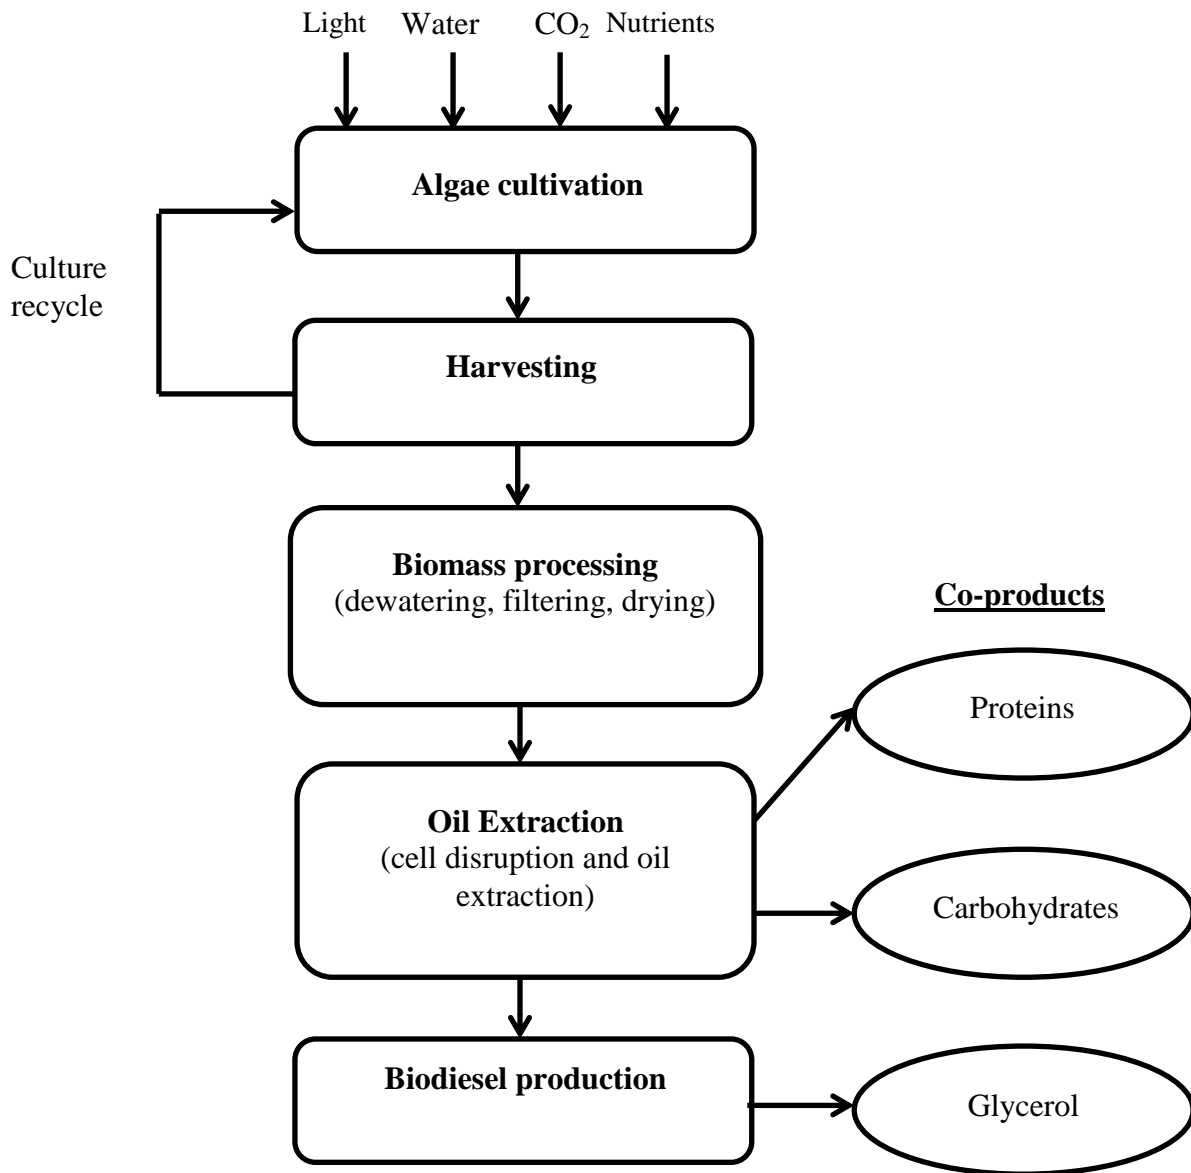 Light
Water
CO₂
Nutrients
Algae cultivation
Culture
recycle
Harvesting
Biomass processing
(dewatering, filtering, drying)
Co-products
Proteins
Oil Extraction
(cell disruption and oil
extraction)
Carbohydrates
Biodiesel production
Glycerol